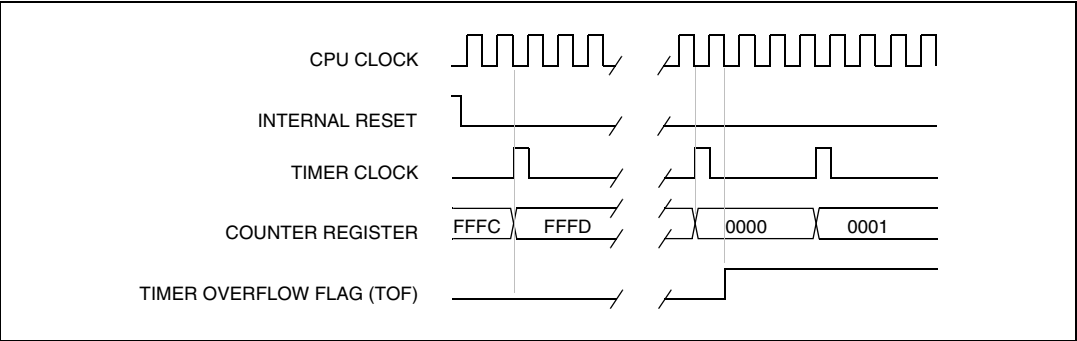 CPU CLOCK
INTERNAL RESET
TIMER CLOCK
COUNTER REGISTER FFFC FFFD 0000 0001
TIMER OVERFLOW FLAG (TOF)